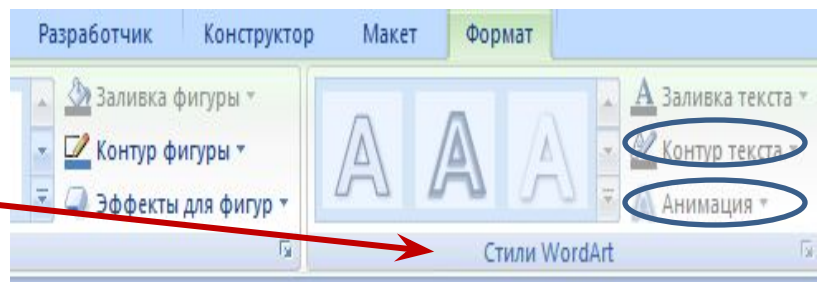 Разработчик Конструктор Макет Формат
Заливка фигуры
Контур фигуры
Эффекты для фигур
A A A
Заливка текста
Контур текста
Анимация
Стили WordArt